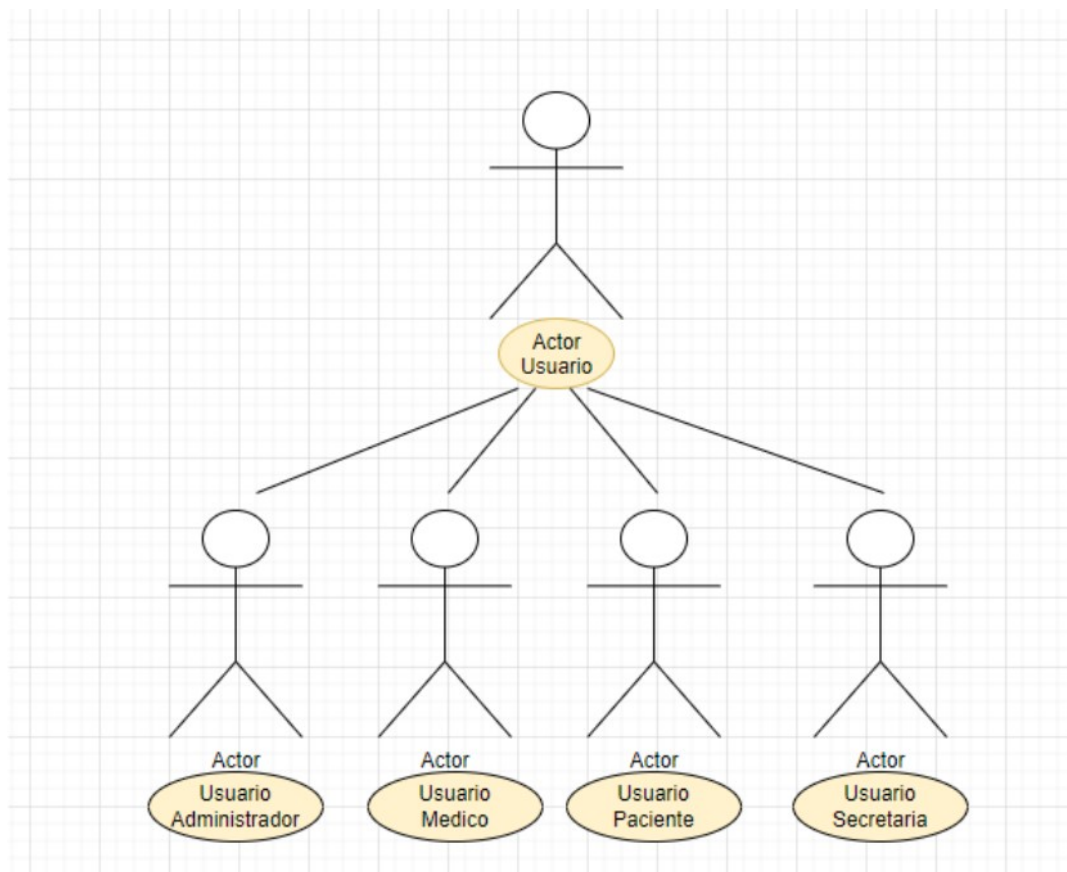 Actor
Usuario
Actor
Usuario
Administrador
Actor
Usuario
Medico
Actor
Usuario
Paciente
Actor
Usuario
Secretaria